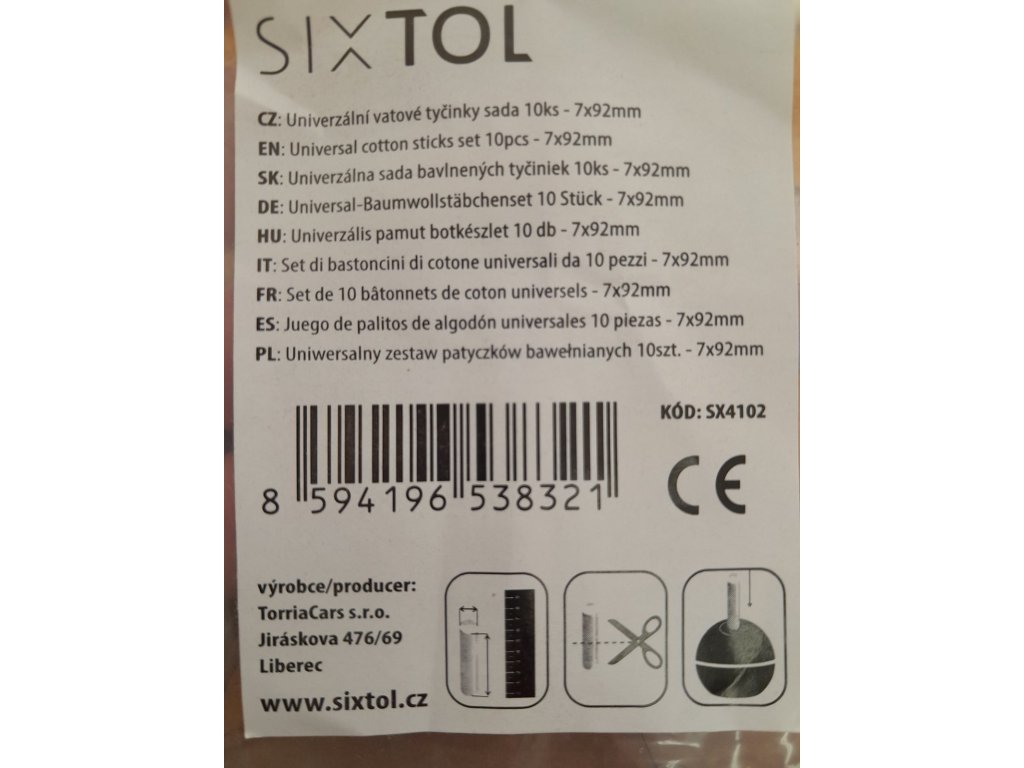 SIXTOL
CZ: Univerzální vatové tyčinky sada 10ks - 7x92mm
EN: Universal cotton sticks set 10pcs - 7x92mm
SK: Univerzálna sada bavlnených tyčiniek 10ks - 7x92mm
DE: Universal-Baumwollstäbchenset 10 Stück - 7x92mm
HU: Univerzális pamut botkészlet 10 db - 7x92mm
IT: Set di bastoncini di cotone universali da 10 pezzi - 7x92mm
FR: Set de 10 bâtonnets de coton universels - 7x92mm
ES: Juego de palitos de algodón universales 10 piezas - 7x92mm
PL: Uniwersalny zestaw patyczków bawełnianych 10szt. - 7x92mm
KÓD: SX4102
8 594196 538321
CE
výrobce/producer:
TorriaCars s.r.o.
Jiráskova 476/69
Liberec
www.sixtol.cz